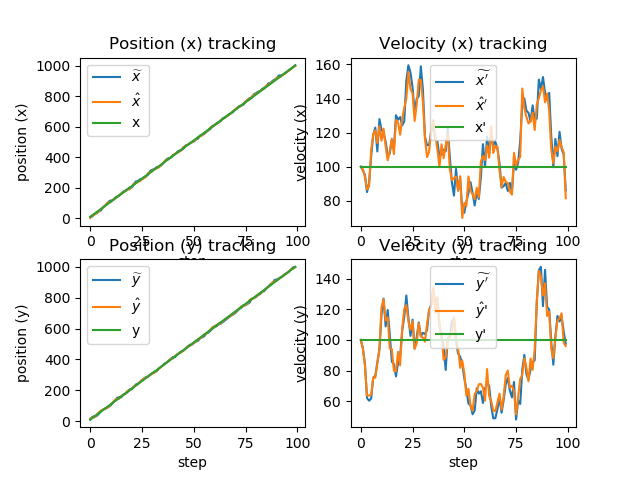 Position (x) tracking
position (x)
1000
800
600
400
200
0
x̃
x̂
x
0 25 50 75 100
step
Velocity (x) tracking
velocity (x)
160
140
120
100
80
x̃'
x̂'
x'
0 25 50 75 100
step
Position (y) tracking
position (y)
1000
800
600
400
200
0
ỹ
ŷ
y
0 25 50 75 100
step
Velocity (y) tracking
velocity (y)
140
120
100
80
60
ỹ'
ŷ'
y'
0 25 50 75 100
step